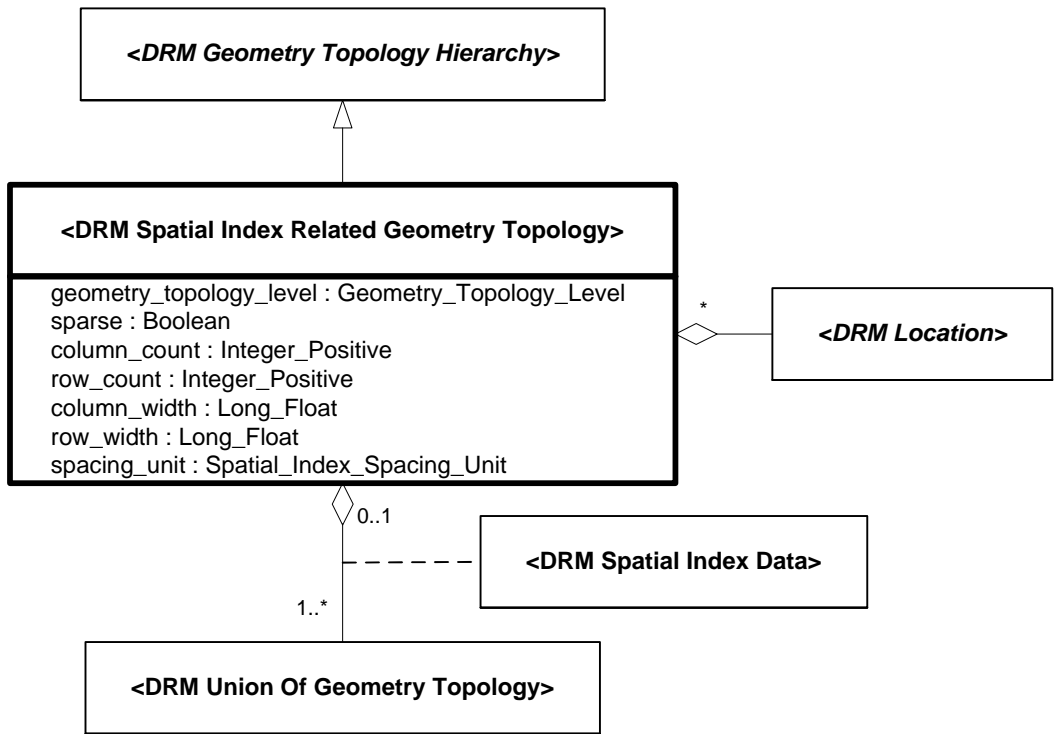 <DRM Geometry Topology Hierarchy>
<DRM Spatial Index Related Geometry Topology>
geometry_topology_level : Geometry_Topology_Level
sparse : Boolean
column_count : Integer_Positive
row_count : Integer_Positive
column_width : Long_Float
row_width : Long_Float
spacing_unit : Spatial_Index_Spacing_Unit
*
<DRM Location>
0..1
<DRM Spatial Index Data>
1..*
<DRM Union Of Geometry Topology>